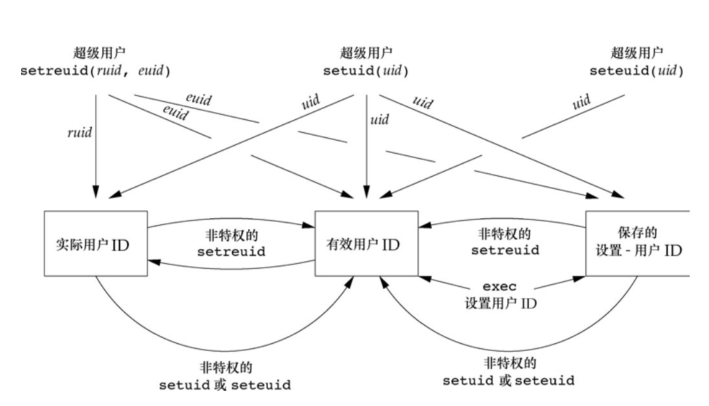 超级用户
setreuid(ruid, euid)
超级用户
setuid(uid)
超级用户
seteuid(uid)
ruid
euid
euid
uid
uid
uid
uid
实际用户 ID
非特权的
setreuid
有效用户 ID
非特权的
setreuid
保存的
设置 - 用户 ID
exec
设置用户 ID
非特权的
setuid 或 seteuid
非特权的
setuid 或 seteuid